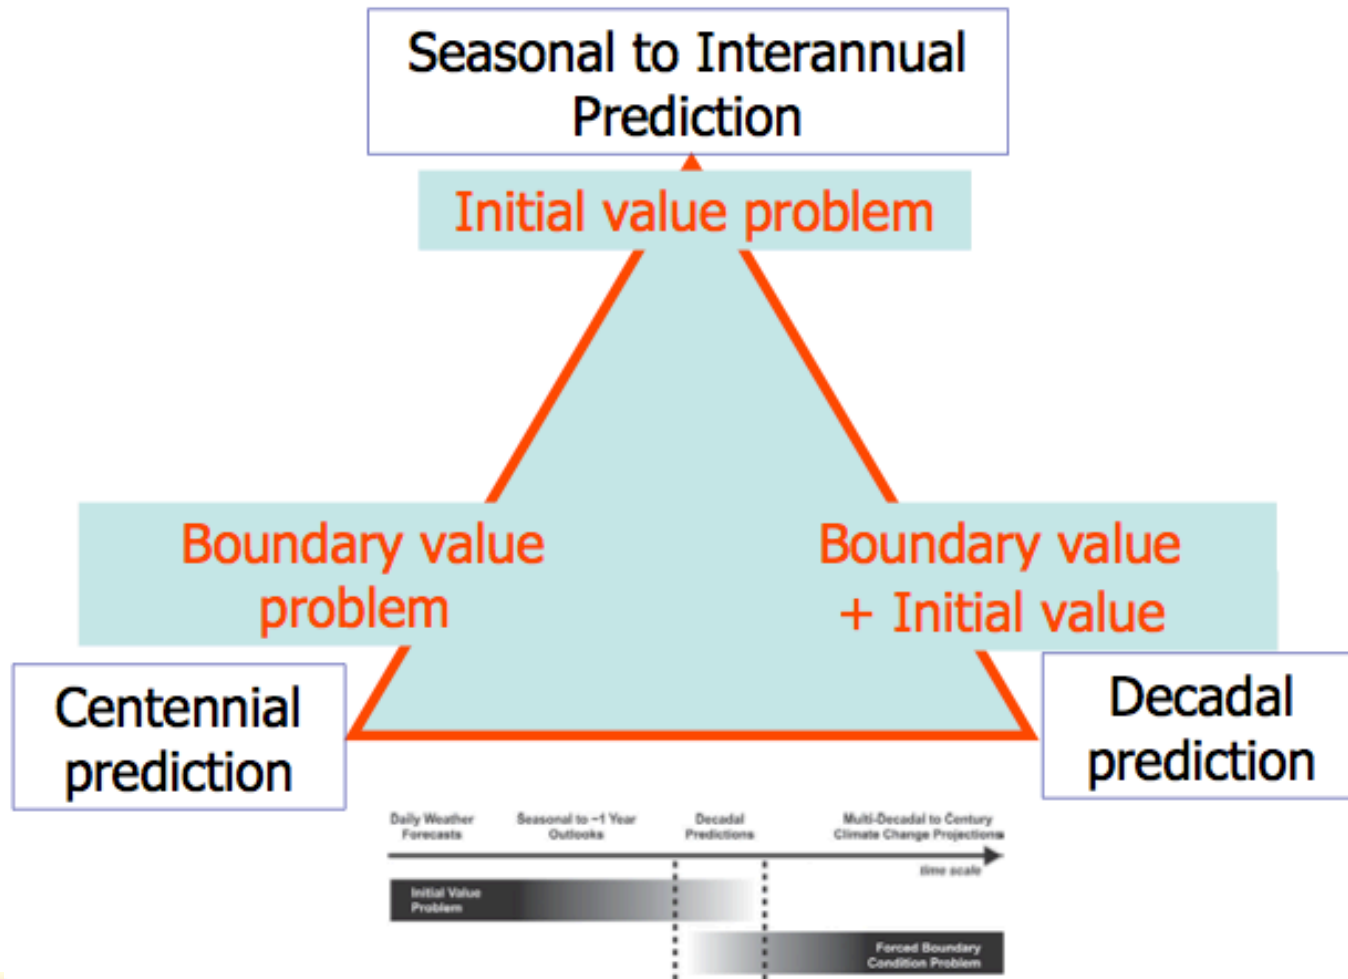 Seasonal to Interannual
Prediction
Initial value problem
Boundary value
problem
Boundary value
+ Initial value
Centennial
prediction
Decadal
prediction
Daily Weather
Forecasts
Seasonal to ~1 Year
Outlooks
Decadal
Predictions
Multi-Decadal to Century
Climate Change Projections
time scale
Initial Value
Problem
Forced Boundary
Condition Problem